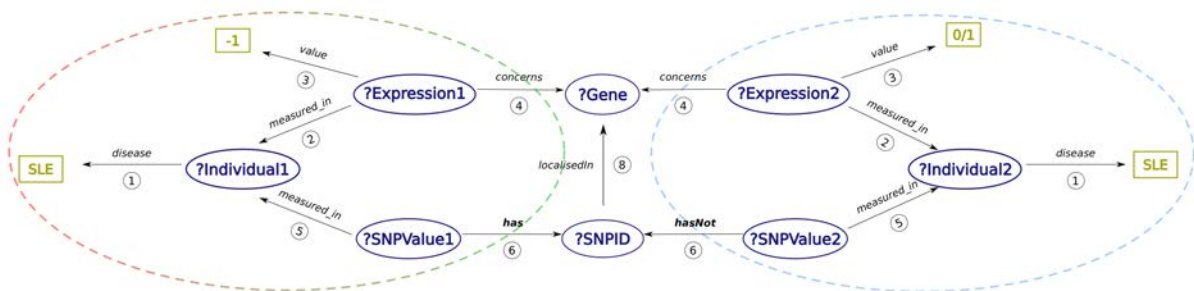 -1
0/1
value
value
③
③
concerns
concerns
?Expression1
?Gene
?Expression2
④
④
measured_in
measured_in
②
②
disease
localisedIn
⑧
disease
SLE
?Individual1
?Individual2
SLE
①
①
measured_in
measured_in
⑤
⑤
has
hasNot
?SNPValue1
?SNPID
?SNPValue2
⑥
⑥